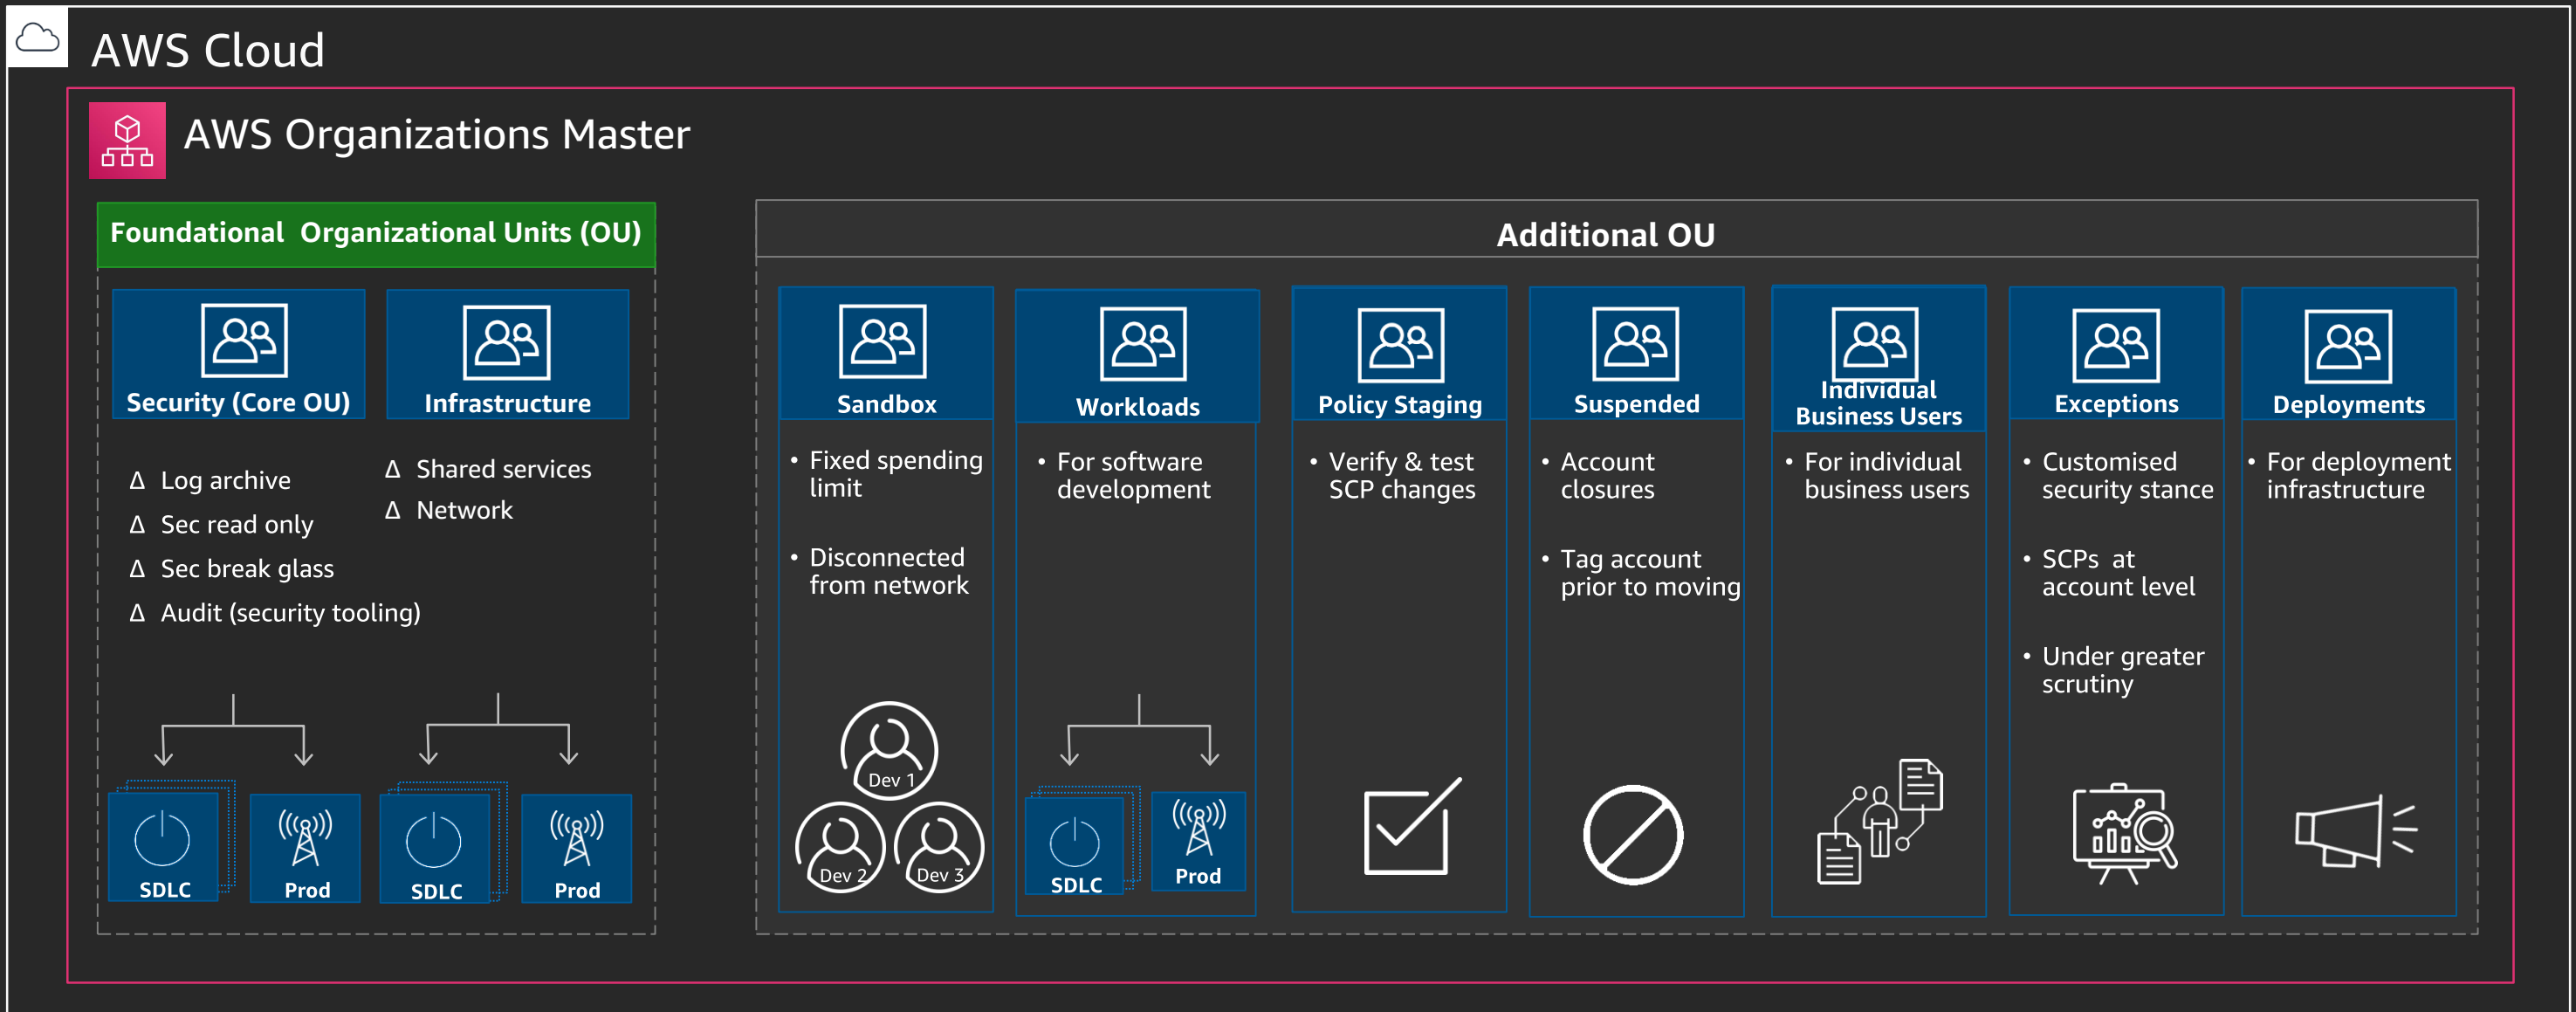 AWS Cloud
AWS Organizations Master
Foundational Organizational Units (OU)
Security (Core OU)
Δ Log archive
Δ Sec read only
Δ Sec break glass
Δ Audit (security tooling)
SDLC
Prod
Infrastructure
Δ Shared services
Δ Network
SDLC
Prod
Additional OU
Sandbox
• Fixed spending
limit
• Disconnected
from network
Dev 1
Dev 2
Dev 3
Workloads
• For software
development
SDLC
Prod
Policy Staging
• Verify & test
SCP changes
Suspended
• Account
closures
• Tag account
prior to moving
Individual
Business Users
• For individual
business users
Exceptions
• Customised
security stance
• SCPs at
account level
• Under greater
scrutiny
Deployments
• For deployment
infrastructure